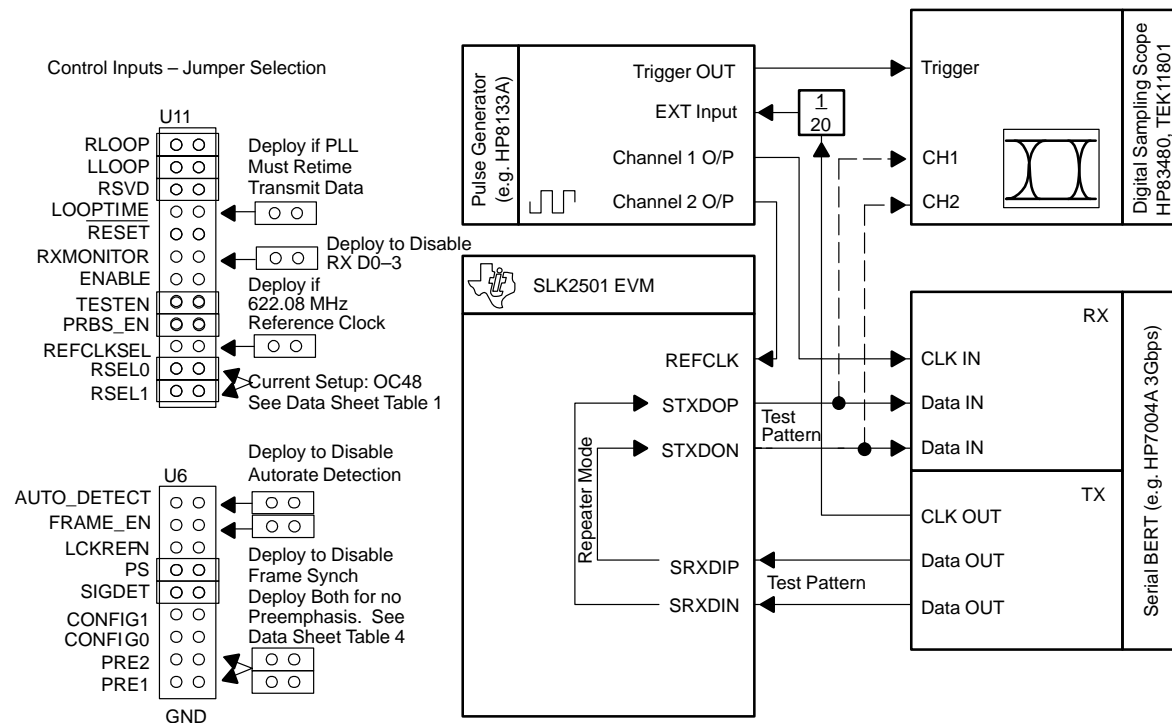 Control Inputs – Jumper Selection
U11
RLOOP
LLOOP
RSVD
LOOPTIME
RESET
RXMONITOR
ENABLE
TESTEN
PRBS_EN
REFCLKSEL
RSEL0
RSEL1
Deploy if PLL
Must Retime
Transmit Data
Deploy to Disable
RX D0–3
Deploy if
622.08 MHz
Reference Clock
Current Setup: OC48
See Data Sheet Table 1
U6
AUTO_DETECT
FRAME_EN
LCKREFN
PS
SIGDET
CONFIG1
CONFIG0
PRE2
PRE1
GND
Deploy to Disable
Autorate Detection
Deploy to Disable
Frame Synch
Deploy Both for no
Preemphasis. See
Data Sheet Table 4
Pulse Generator
(e.g. HP8133A)
Trigger OUT
EXT Input
Channel 1 O/P
Channel 2 O/P
1
20
Trigger
CH1
CH2
Digital Sampling Scope
HP83480, TEK11801
SLK2501 EVM
REFCLK
STXDOP
STXDON
SRXDIP
SRXDIN
Repeater Mode
Test
Pattern
Test Pattern
RX
CLK IN
Data IN
Data IN
TX
CLK OUT
Data OUT
Data OUT
Serial BERT (e.g. HP7004A 3Gbps)